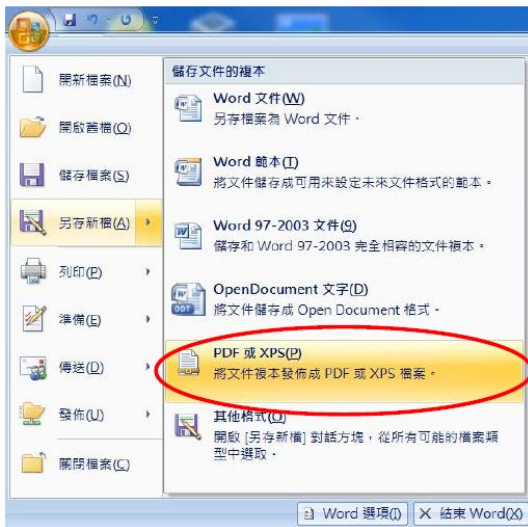 開新檔案(N)
開啟舊檔(O)
儲存檔案(S)
另存新檔(A)
列印(P)
準備(E)
傳送(D)
發佈(U)
關閉檔案(C)
儲存文件的複本
Word 文件(W)
另存檔案為 Word 文件。
Word 範本(T)
將文件儲存成可用來設定未來文件格式的範本。
Word 97-2003 文件(9)
儲存和 Word 97-2003 完全相容的文件複本。
OpenDocument 文字(D)
將文件儲存成 Open Document 格式。
PDF 或 XPS(P)
將文件複本發佈成 PDF 或 XPS 檔案。
其他格式(O)
開啟 [另存新檔] 對話方塊，從所有可能的檔案類
型中選取。
Word 選項(I)
結束 Word(X)